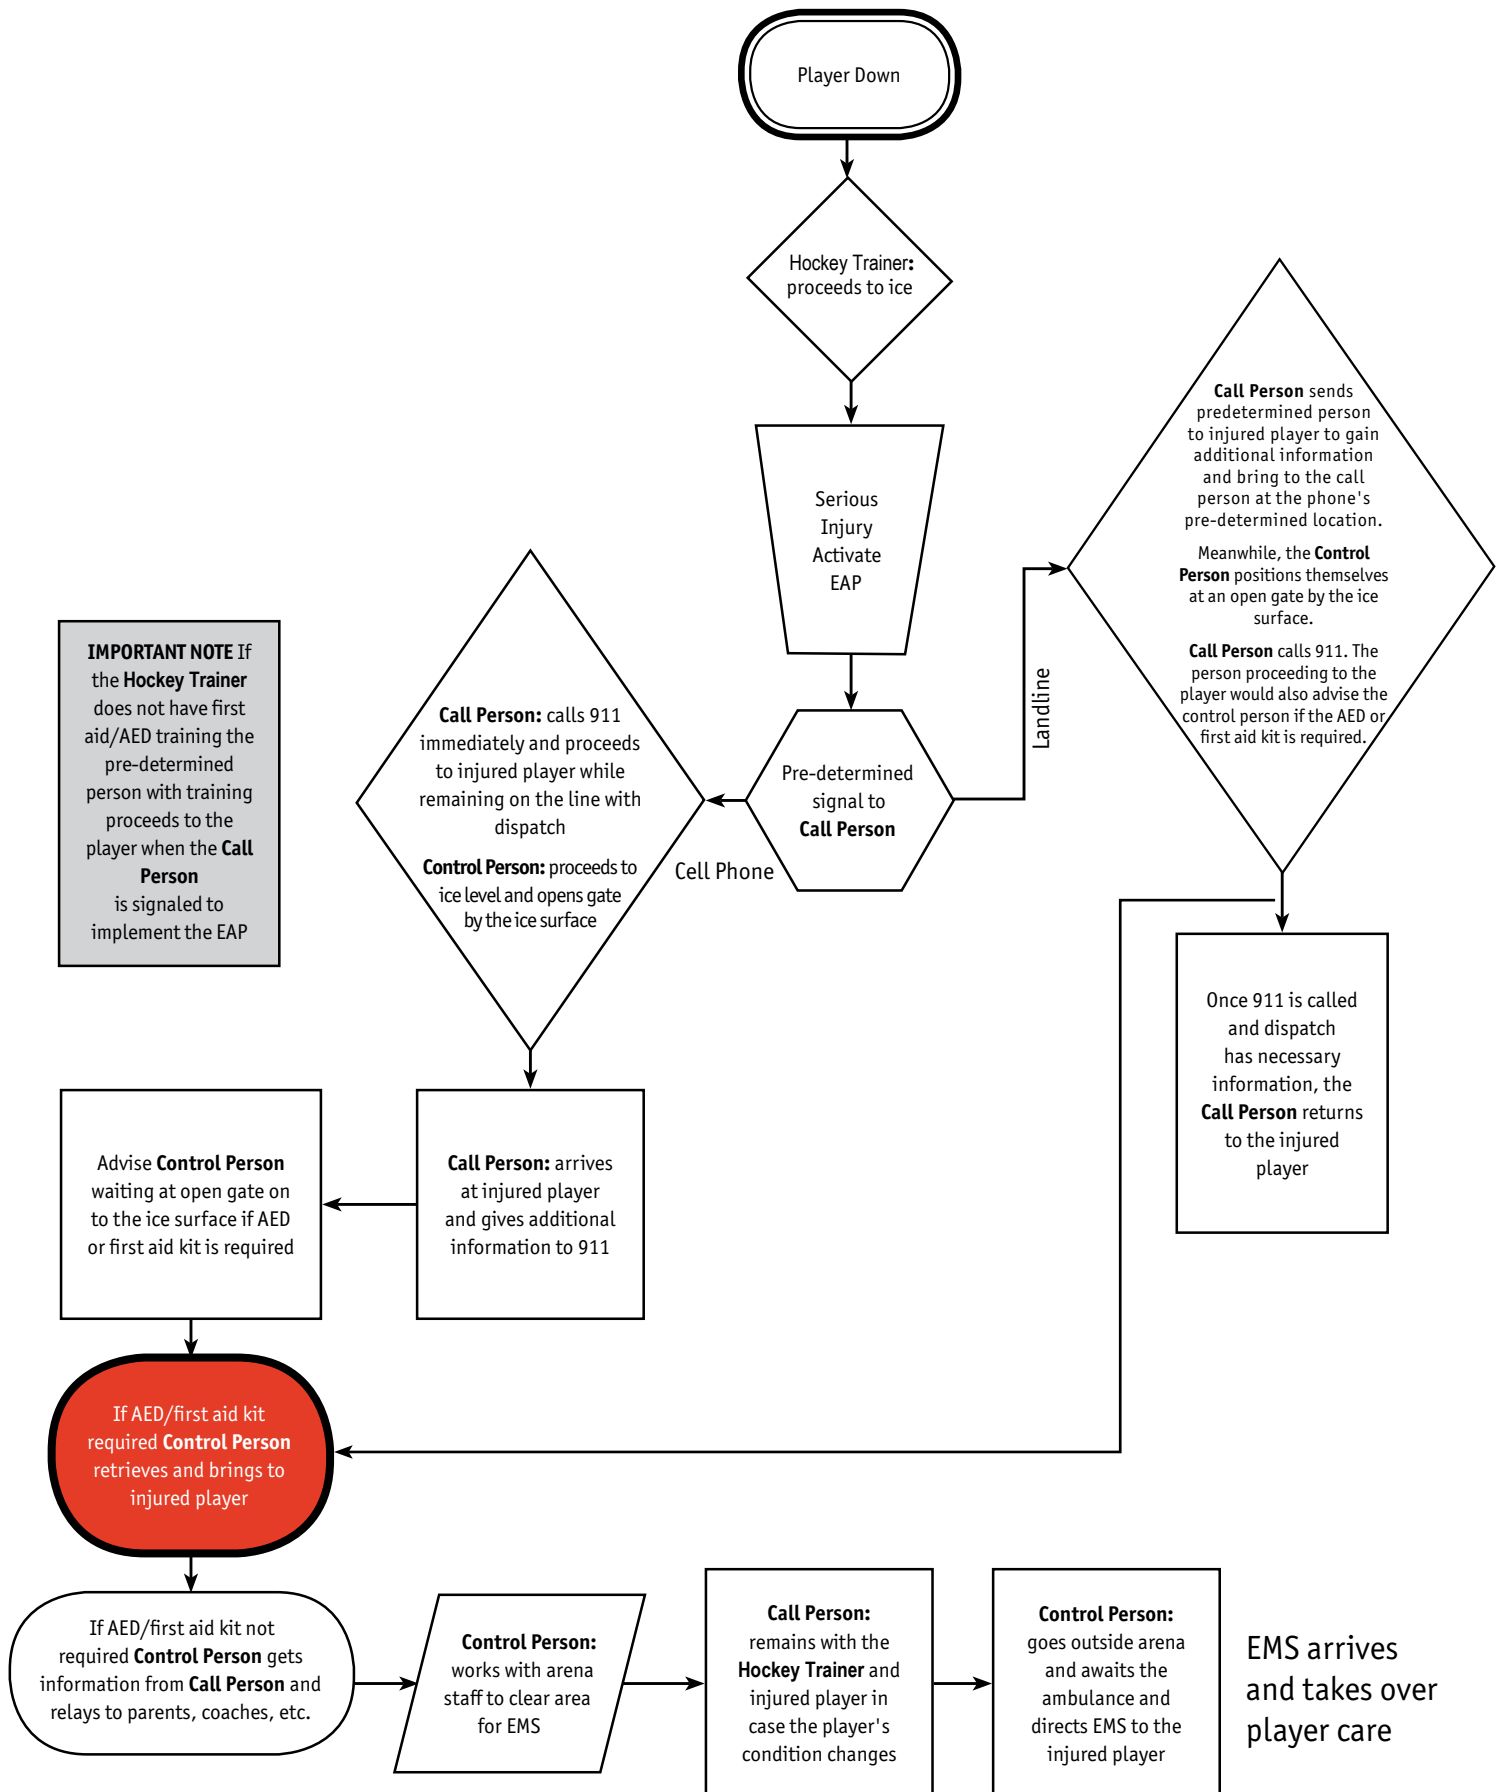 Player Down
Hockey Trainer:
proceeds to ice
Serious
Injury
Activate
EAP
Pre-determined
signal to
Call Person
Landline
Cell Phone
Call Person sends
predetermined person
to injured player to gain
additional information
and bring to the call
person at the phone's
pre-determined location.
Meanwhile, the Control
Person positions themselves
at an open gate by the ice
surface.
Call Person calls 911. The
person proceeding to the
player would also advise the
control person if the AED or
first aid kit is required.
IMPORTANT NOTE If
the Hockey Trainer
does not have first
aid/AED training the
pre-determined
person with training
proceeds to the
player when the Call
Person
is signaled to
implement the EAP
Call Person: calls 911
immediately and proceeds
to injured player while
remaining on the line with
dispatch
Control Person: proceeds to
ice level and opens gate
by the ice surface
Once 911 is called
and dispatch
has necessary
information, the
Call Person returns
to the injured
player
Call Person: arrives
at injured player
and gives additional
information to 911
Advise Control Person
waiting at open gate on
to the ice surface if AED
or first aid kit is required
If AED/first aid kit
required Control Person
retrieves and brings to
injured player
If AED/first aid kit not
required Control Person gets
information from Call Person and
relays to parents, coaches, etc.
Control Person:
works with arena
staff to clear area
for EMS
Call Person:
remains with the
Hockey Trainer and
injured player in
case the player's
condition changes
Control Person:
goes outside arena
and awaits the
ambulance and
directs EMS to the
injured player
EMS arrives
and takes over
player care